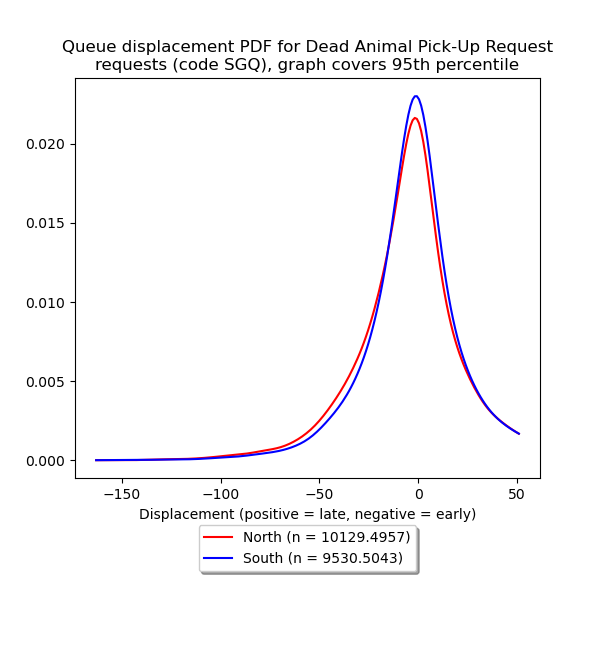 Queue displacement PDF for Dead Animal Pick-Up Request
requests (code SGQ), graph covers 95th percentile
0.020
0.015
0.010
0.005
0.000
−150
−100
−50
0
50
Displacement (positive = late, negative = early)
North (n = 10129.4957)
South (n = 9530.5043)